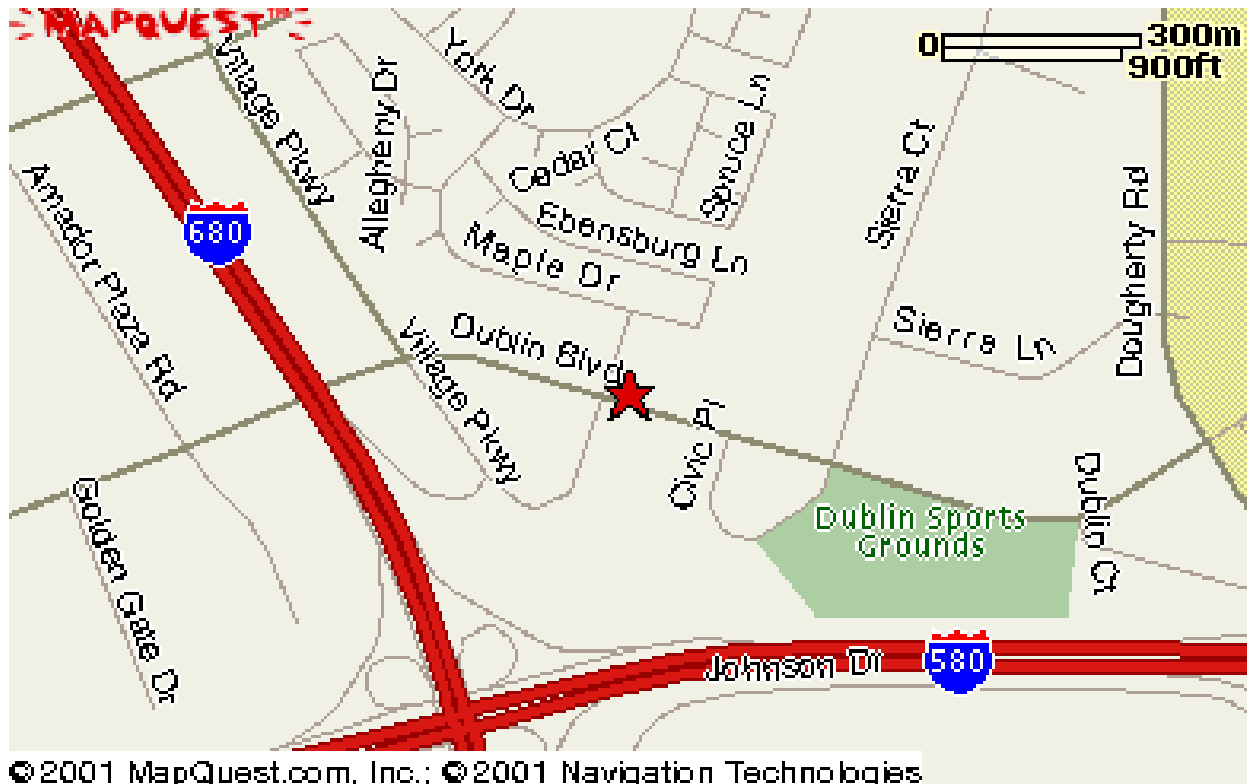 MAPQUEST™
0 300m
900ft
Village Pkwy
York Dr
Allegheny Dr
Cedar Ct
Spruce Ln
Sierra Ct
Dougherty Rd
Amador Plaza Rd
680
Ebensburg Ln
Maple Dr
Dublin Blvd
Village Pkwy
Sierra Ln
Civic Pl
Dublin Ct
Golden Gate Dr
Dublin Sports
Grounds
Johnson Dr
580
©2001 MapQuest.com, Inc.; ©2001 Navigation Technologies